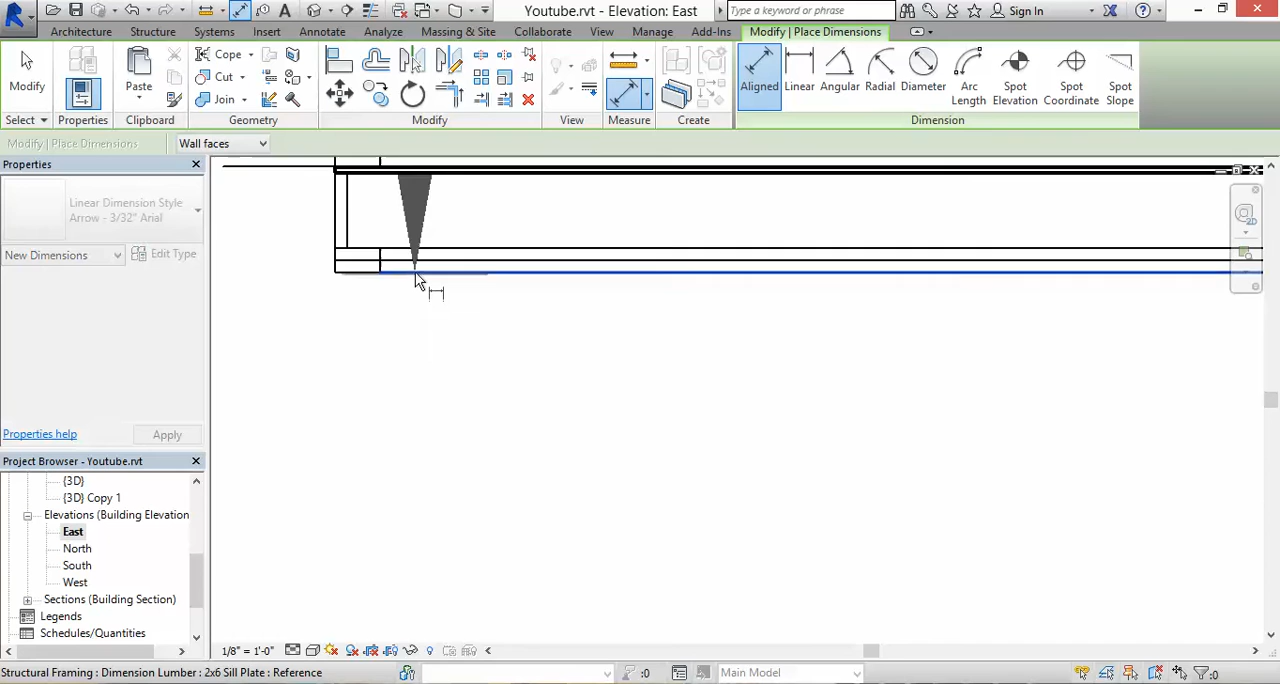 Youtube.rvt - Elevation: East
Type a keyword or phrase
Sign In
Architecture Structure Systems Insert Annotate Analyze Massing & Site Collaborate View Manage Add-Ins Modify | Place Dimensions
Modify
Paste
Cope
Cut
Join
Aligned Linear Angular Radial Diameter Arc Length Spot Elevation Spot Coordinate Spot Slope
Select Properties Clipboard Geometry Modify View Measure Create Dimension
Modify | Place Dimensions Wall faces
Properties
Linear Dimension Style
Arrow - 3/32" Arial
New Dimensions Edit Type
2D
Properties help Apply
Project Browser - Youtube.rvt
{3D}
{3D} Copy 1
Elevations (Building Elevation
East
North
South
West
Sections (Building Section)
Legends
Schedules/Quantities
1/8" = 1'-0"
Structural Framing : Dimension Lumber : 2x6 Sill Plate : Reference
:0
Main Model
:0